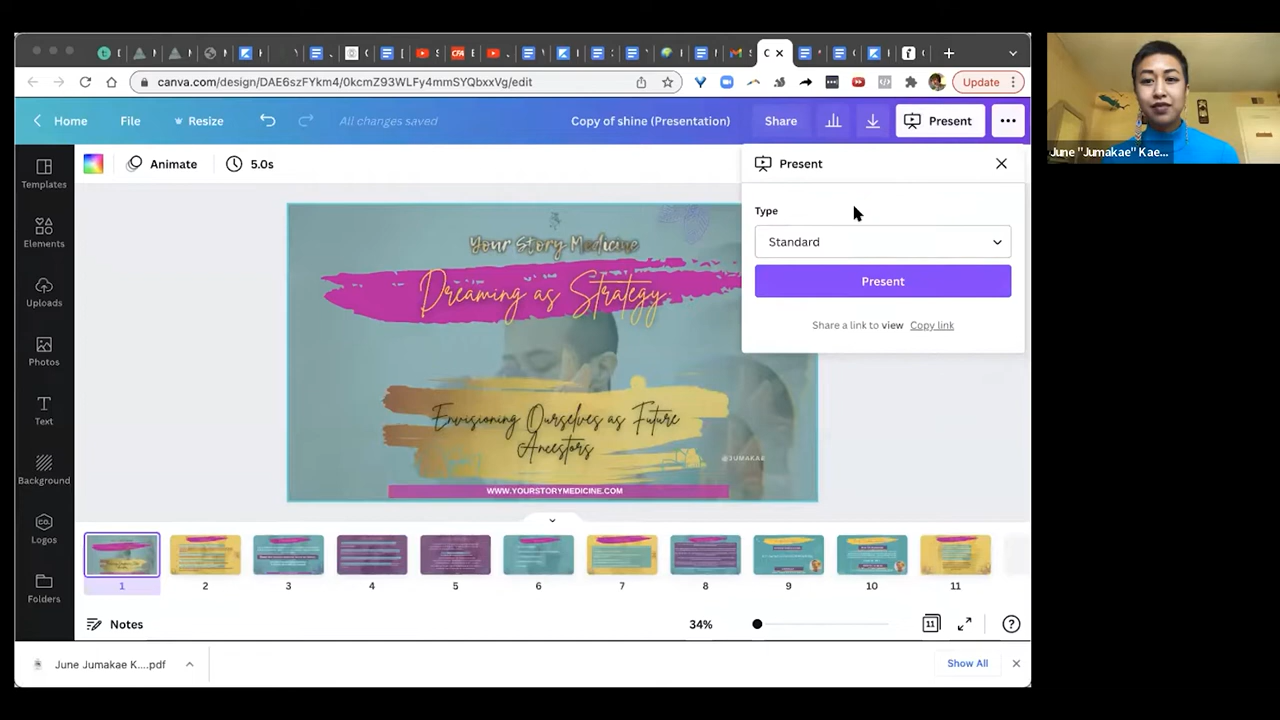 canva.com/design/DAE6szFYkm4/0kcmZ93WLFy4mmSYQbxxVg/edit
Update
Home
File
Resize
All changes saved
Copy of shine (Presentation)
Share
Present
Animate
5.0s
Present
Type
Standard
Present
Share a link to view Copy link
Templates
Elements
Uploads
Photos
Text
Background
Logos
Folders
Your Story Medicine
Dreaming as Strategy
Envisioning Ourselves as Future
Ancestors
@JUMAKAE
WWW.YOURSTORYMEDICINE.COM
1 2 3 4 5 6 7 8 9 10 11
Notes
34%
11
June Jumakae K....pdf
Show All
June "Jumakae" Kae...